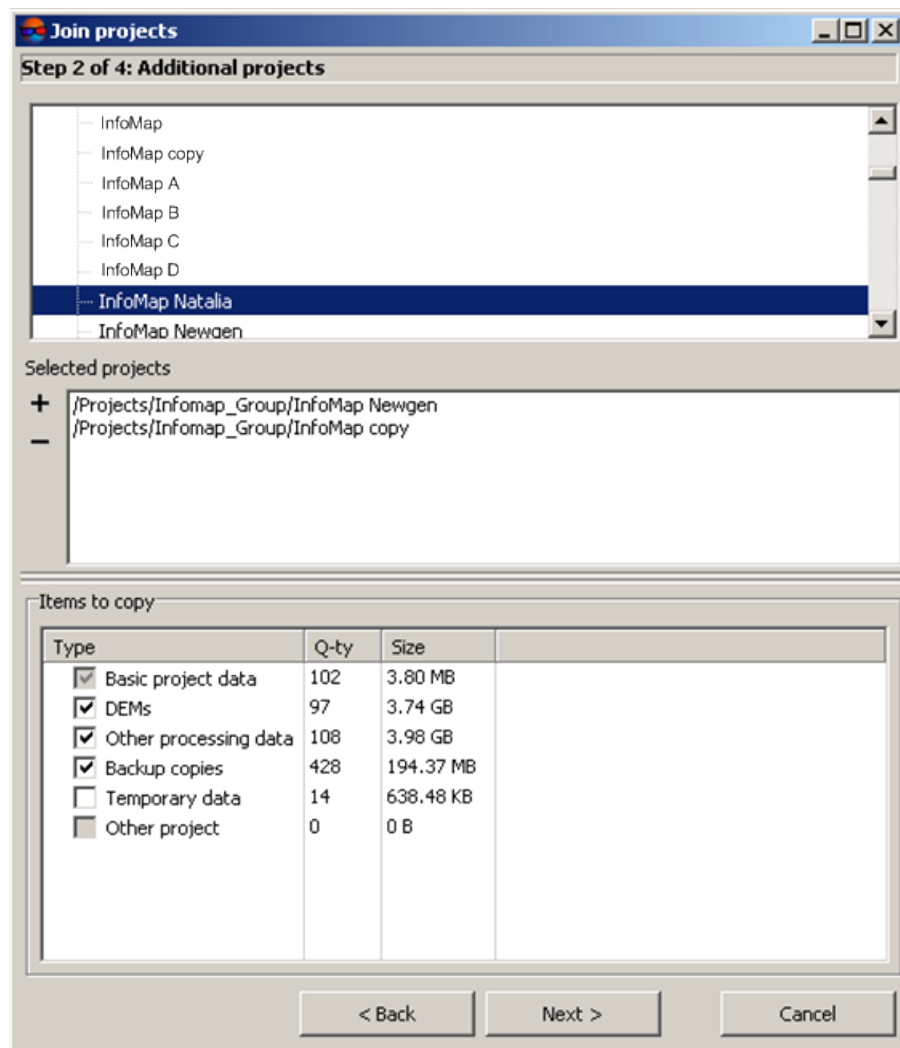 Join projects
Step 2 of 4: Additional projects
InfoMap
InfoMap copy
InfoMap A
InfoMap B
InfoMap C
InfoMap D
InfoMap Natalia
InfoMap Newgen
Selected projects
+ /Projects/Infomap_Group/InfoMap Newgen
− /Projects/Infomap_Group/InfoMap copy
Items to copy
Type Q-ty Size
Basic project data 102 3.80 MB
DEMs 97 3.74 GB
Other processing data 108 3.98 GB
Backup copies 428 194.37 MB
Temporary data 14 638.48 KB
Other project 0 0 B
< Back Next > Cancel